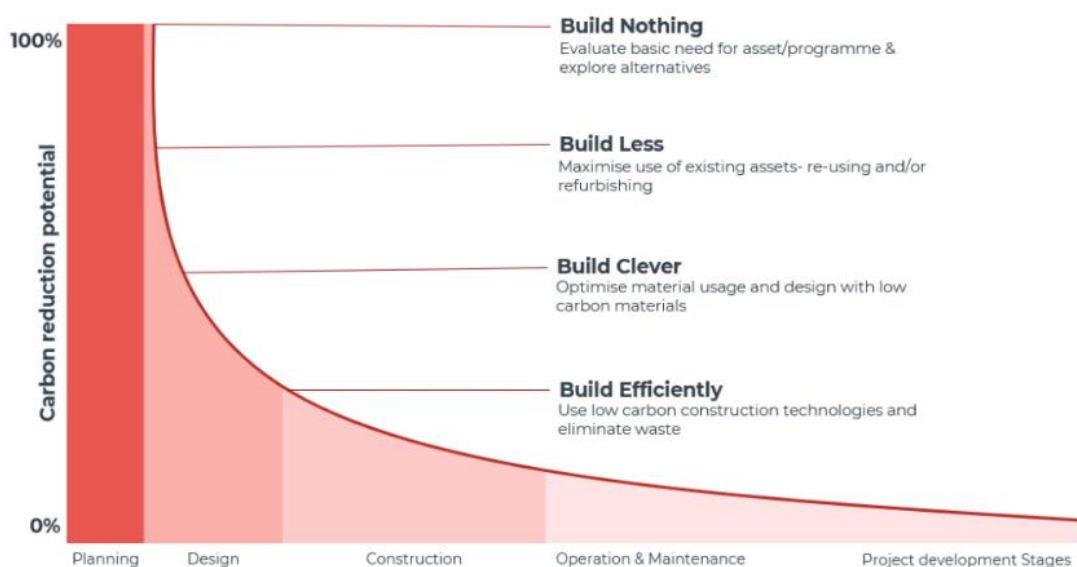 100%
Carbon reduction potential
0%
Build Nothing
Evaluate basic need for asset/programme &
explore alternatives
Build Less
Maximise use of existing assets- re-using and/or
refurbishing
Build Clever
Optimise material usage and design with low
carbon materials
Build Efficiently
Use low carbon construction technologies and
eliminate waste
Planning
Design
Construction
Operation & Maintenance
Project development Stages